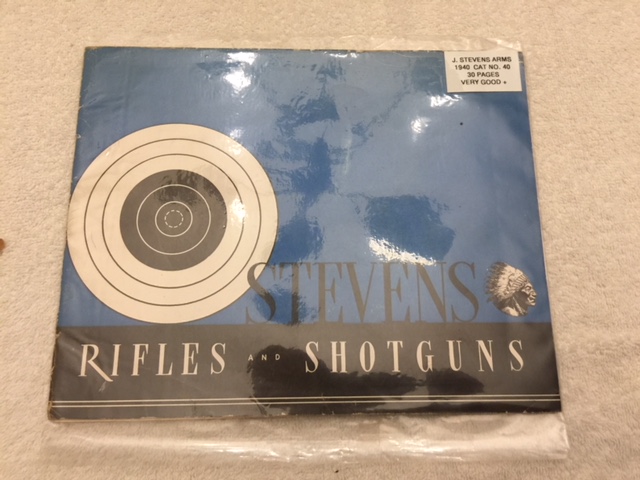 J. STEVENS ARMS
1940 CAT NO. 40
30 PAGES
VERY GOOD +
STEVENS
RIFLES AND SHOTGUNS